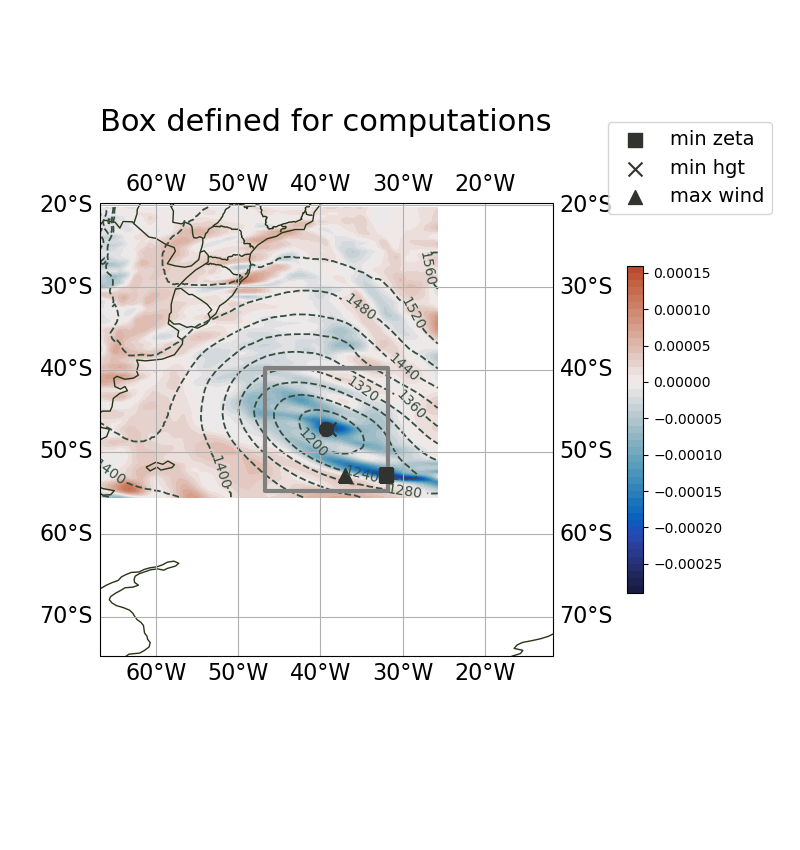 Box defined for computations
min zeta
min hgt
max wind
60°W 50°W 40°W 30°W 20°W
20°S 20°S
30°S 30°S
40°S 40°S
50°S 50°S
60°S 60°S
70°S 70°S
60°W 50°W 40°W 30°W 20°W
1560
1480
1520
1440
1320
1360
1200
1240
1280
1400
1400
0.00015
0.00010
0.00005
0.00000
−0.00005
−0.00010
−0.00015
−0.00020
−0.00025